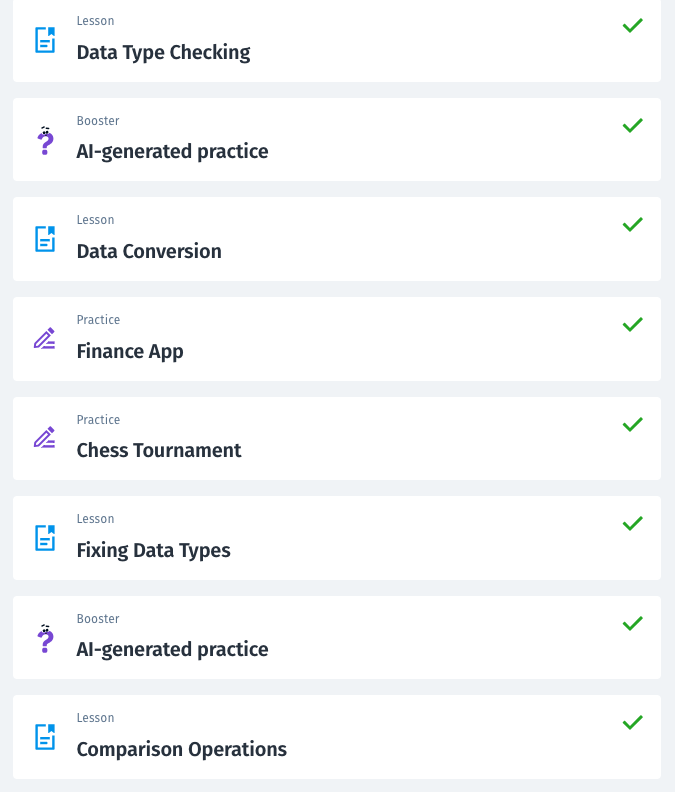 Lesson
Data Type Checking
Booster
AI-generated practice
Lesson
Data Conversion
Practice
Finance App
Practice
Chess Tournament
Lesson
Fixing Data Types
Booster
AI-generated practice
Lesson
Comparison Operations